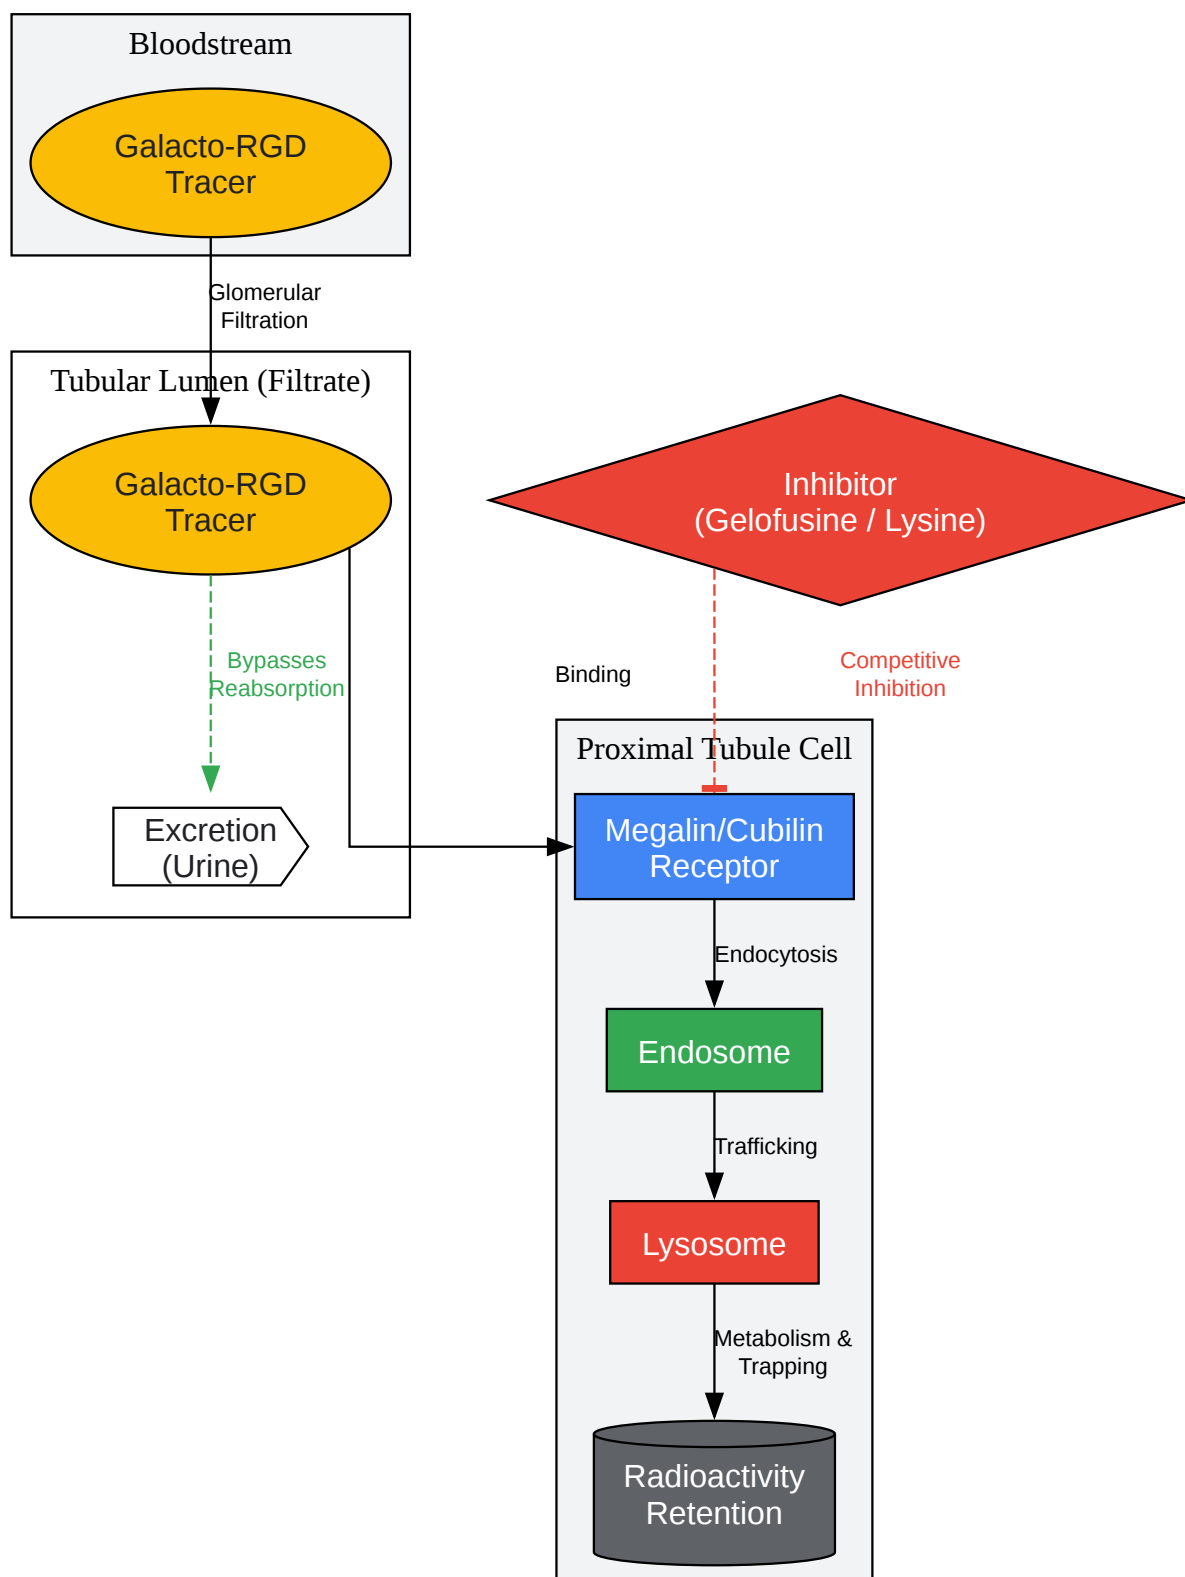 Bloodstream
Galacto-RGD
Tracer
Glomerular
Filtration
Tubular Lumen (Filtrate)
Galacto-RGD
Tracer
Inhibitor
(Gelofusine / Lysine)
Bypasses
Reabsorption
Binding
Competitive
Inhibition
Excretion
(Urine)
Proximal Tubule Cell
Megalin/Cubilin
Receptor
Endocytosis
Endosome
Trafficking
Lysosome
Metabolism &
Trapping
Radioactivity
Retention